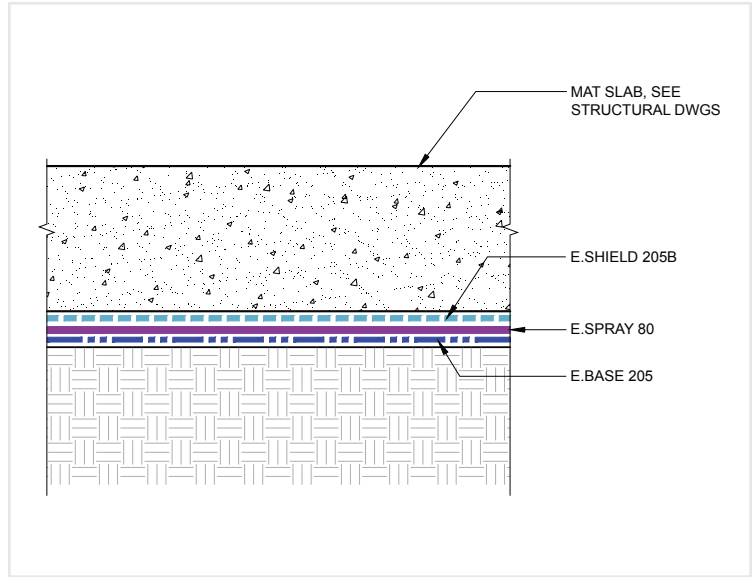 MAT SLAB, SEE
STRUCTURAL DWGS
E.SHIELD 205B
E.SPRAY 80
E.BASE 205